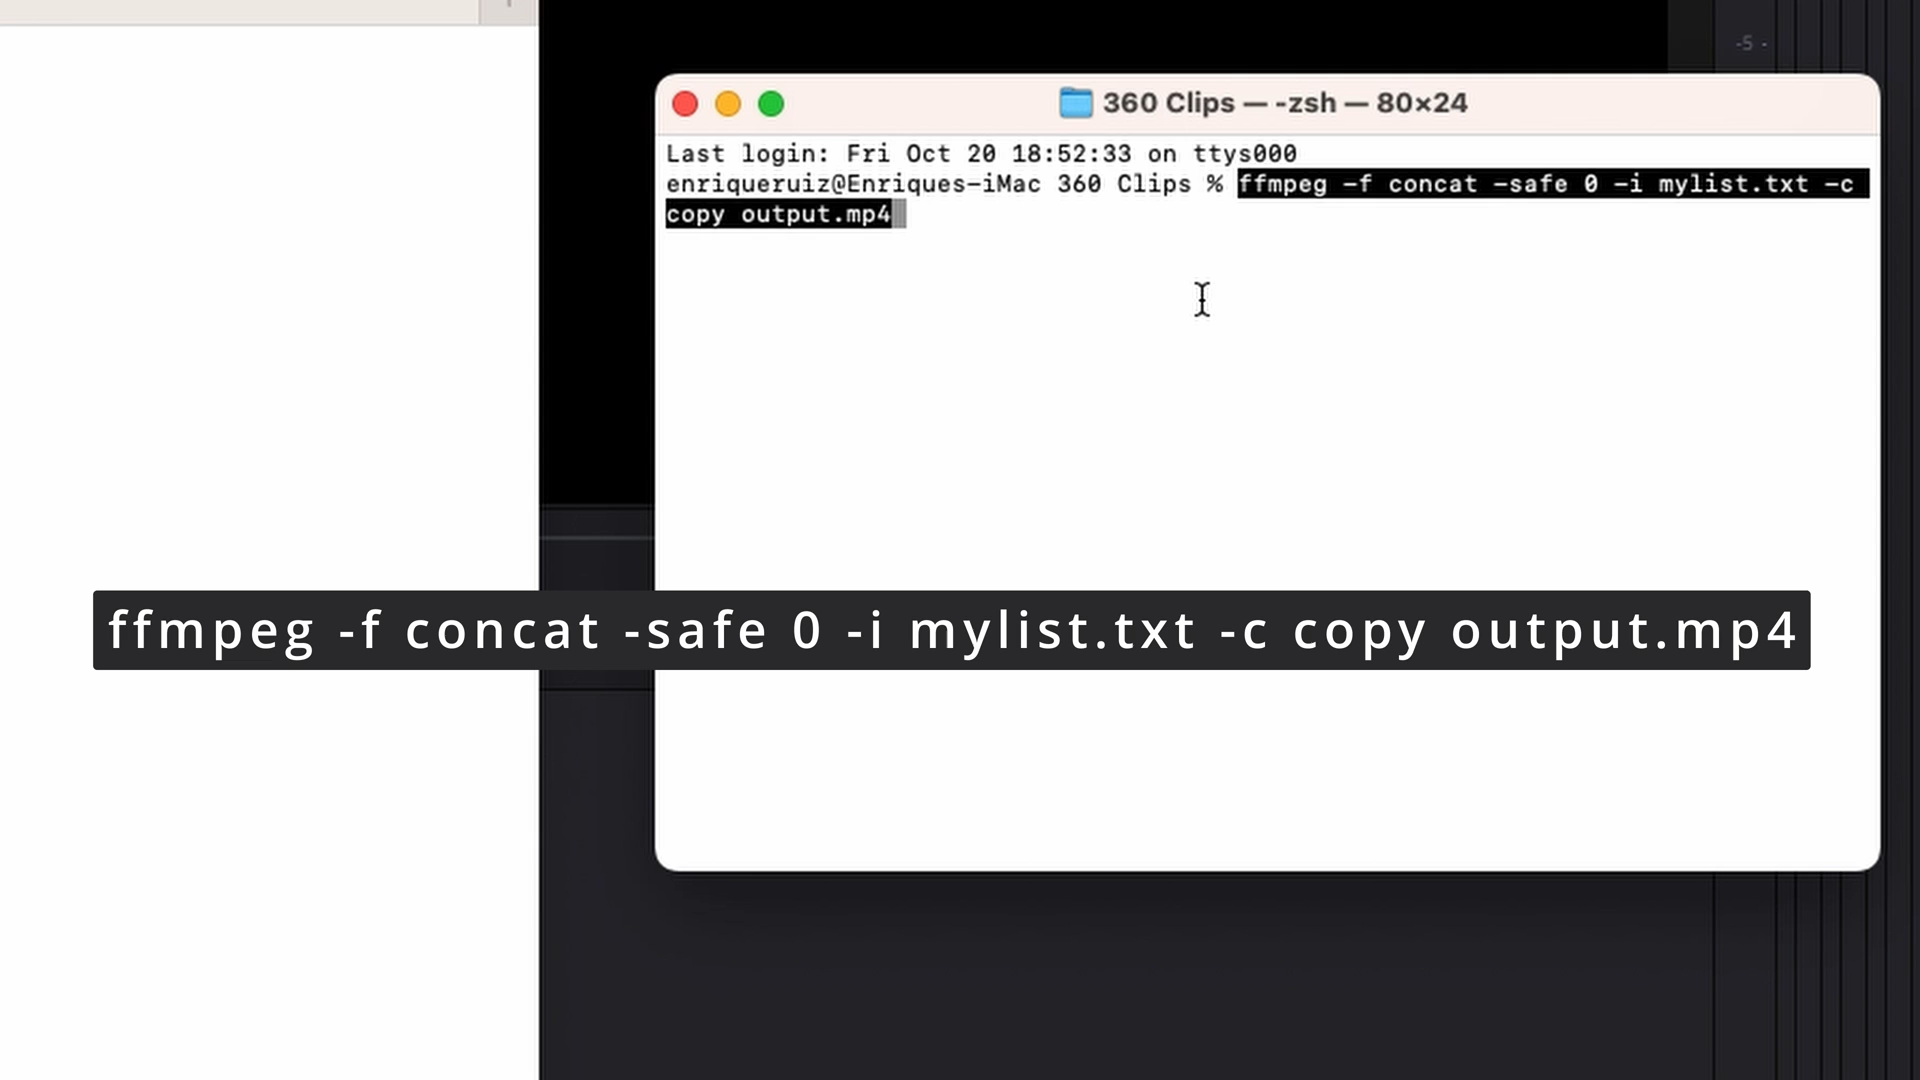 -5 -
360 Clips — -zsh — 80×24
Last login: Fri Oct 20 18:52:33 on ttys000
enriqueruiz@Enriques-iMac 360 Clips % ffmpeg -f concat -safe 0 -i mylist.txt -c
copy output.mp4
ffmpeg -f concat -safe 0 -i mylist.txt -c copy output.mp4